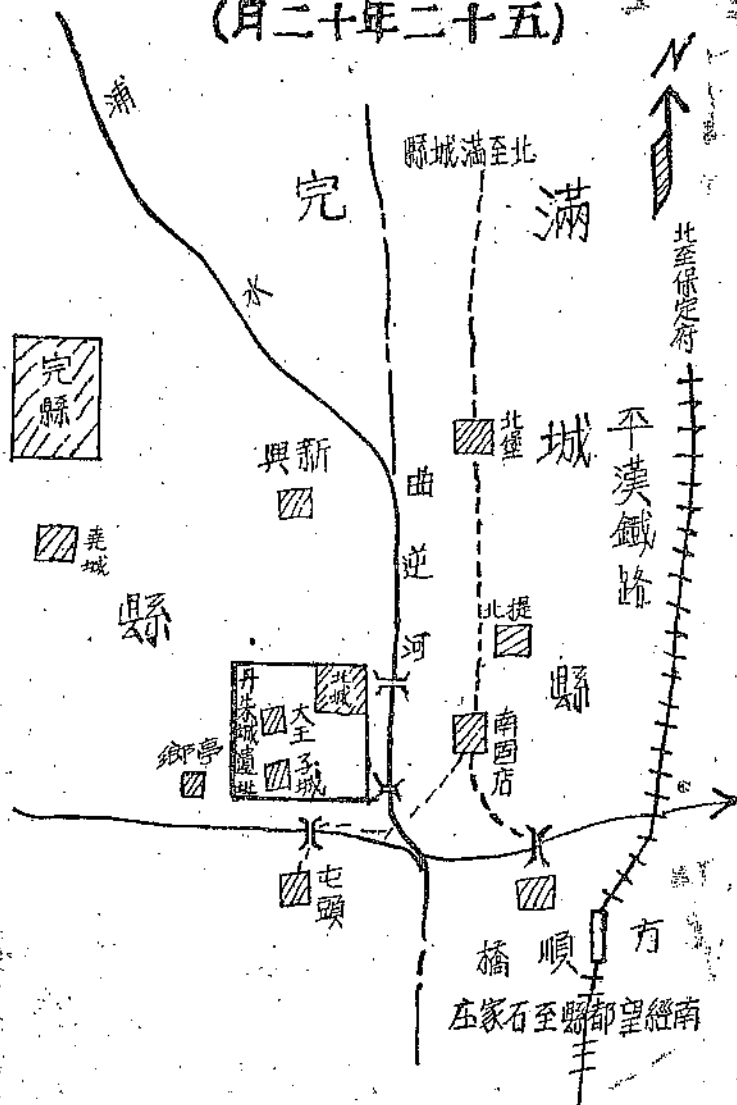 (五十二年十二月)
N
浦水
北至滿城縣
完縣
滿城縣
北至保定府
完縣
北堡
平漢鐵路
新興
曲逆河
堯城
北提
北城
大王
子城
丹朱城遺址
南固店
亭鄉
屯頭
方順橋
南經望都縣至石家庄